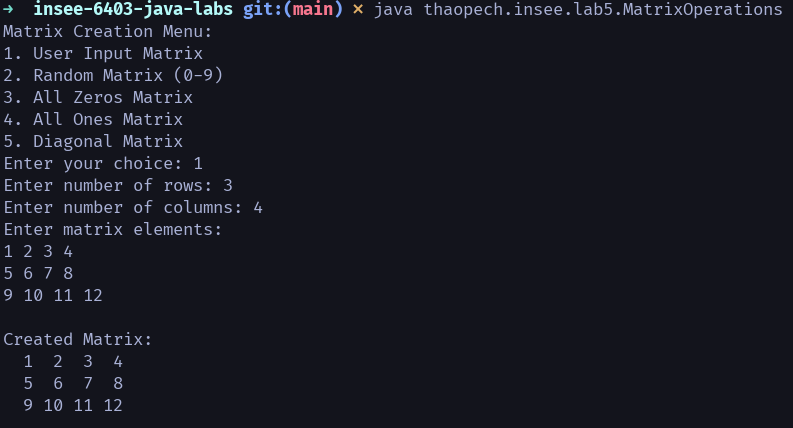 →  insee-6403-java-labs git:(main) × java thaopech.insee.lab5.MatrixOperations
Matrix Creation Menu:
1. User Input Matrix
2. Random Matrix (0-9)
3. All Zeros Matrix
4. All Ones Matrix
5. Diagonal Matrix
Enter your choice: 1
Enter number of rows: 3
Enter number of columns: 4
Enter matrix elements:
1 2 3 4
5 6 7 8
9 10 11 12
Created Matrix:
  1  2  3  4
  5  6  7  8
  9 10 11 12